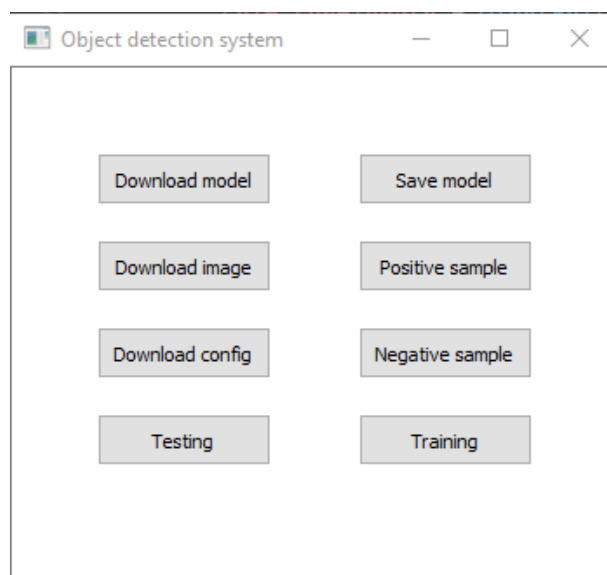 Object detection system
Download model
Save model
Download image
Positive sample
Download config
Negative sample
Testing
Training